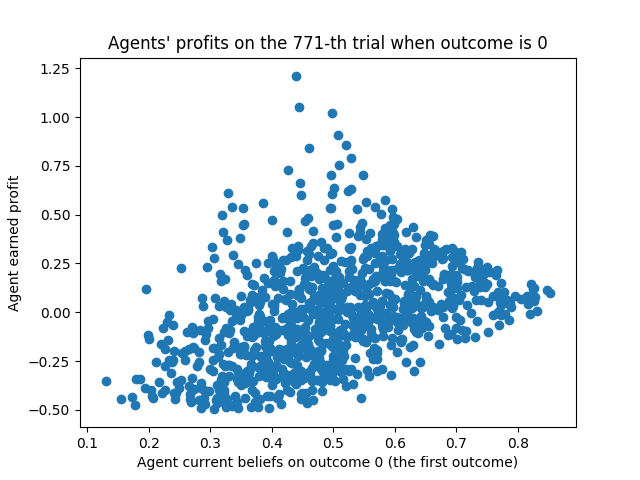 Agents' profits on the 771-th trial when outcome is 0
1.25
1.00
0.75
0.50
0.25
0.00
−0.25
−0.50
Agent earned profit
0.1 0.2 0.3 0.4 0.5 0.6 0.7 0.8
Agent current beliefs on outcome 0 (the first outcome)